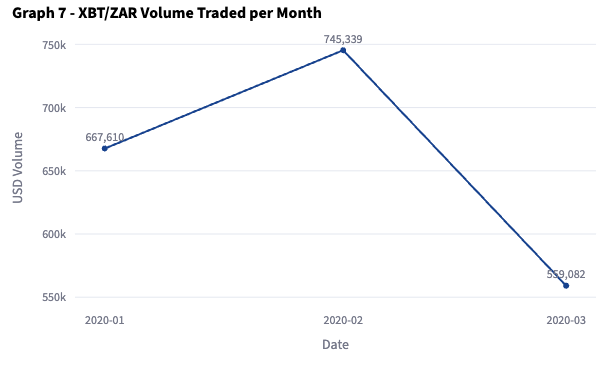 Graph 7 - XBT/ZAR Volume Traded per Month
750k
700k
650k
600k
550k
USD Volume
667,610
745,339
559,082
2020-01
2020-02
2020-03
Date